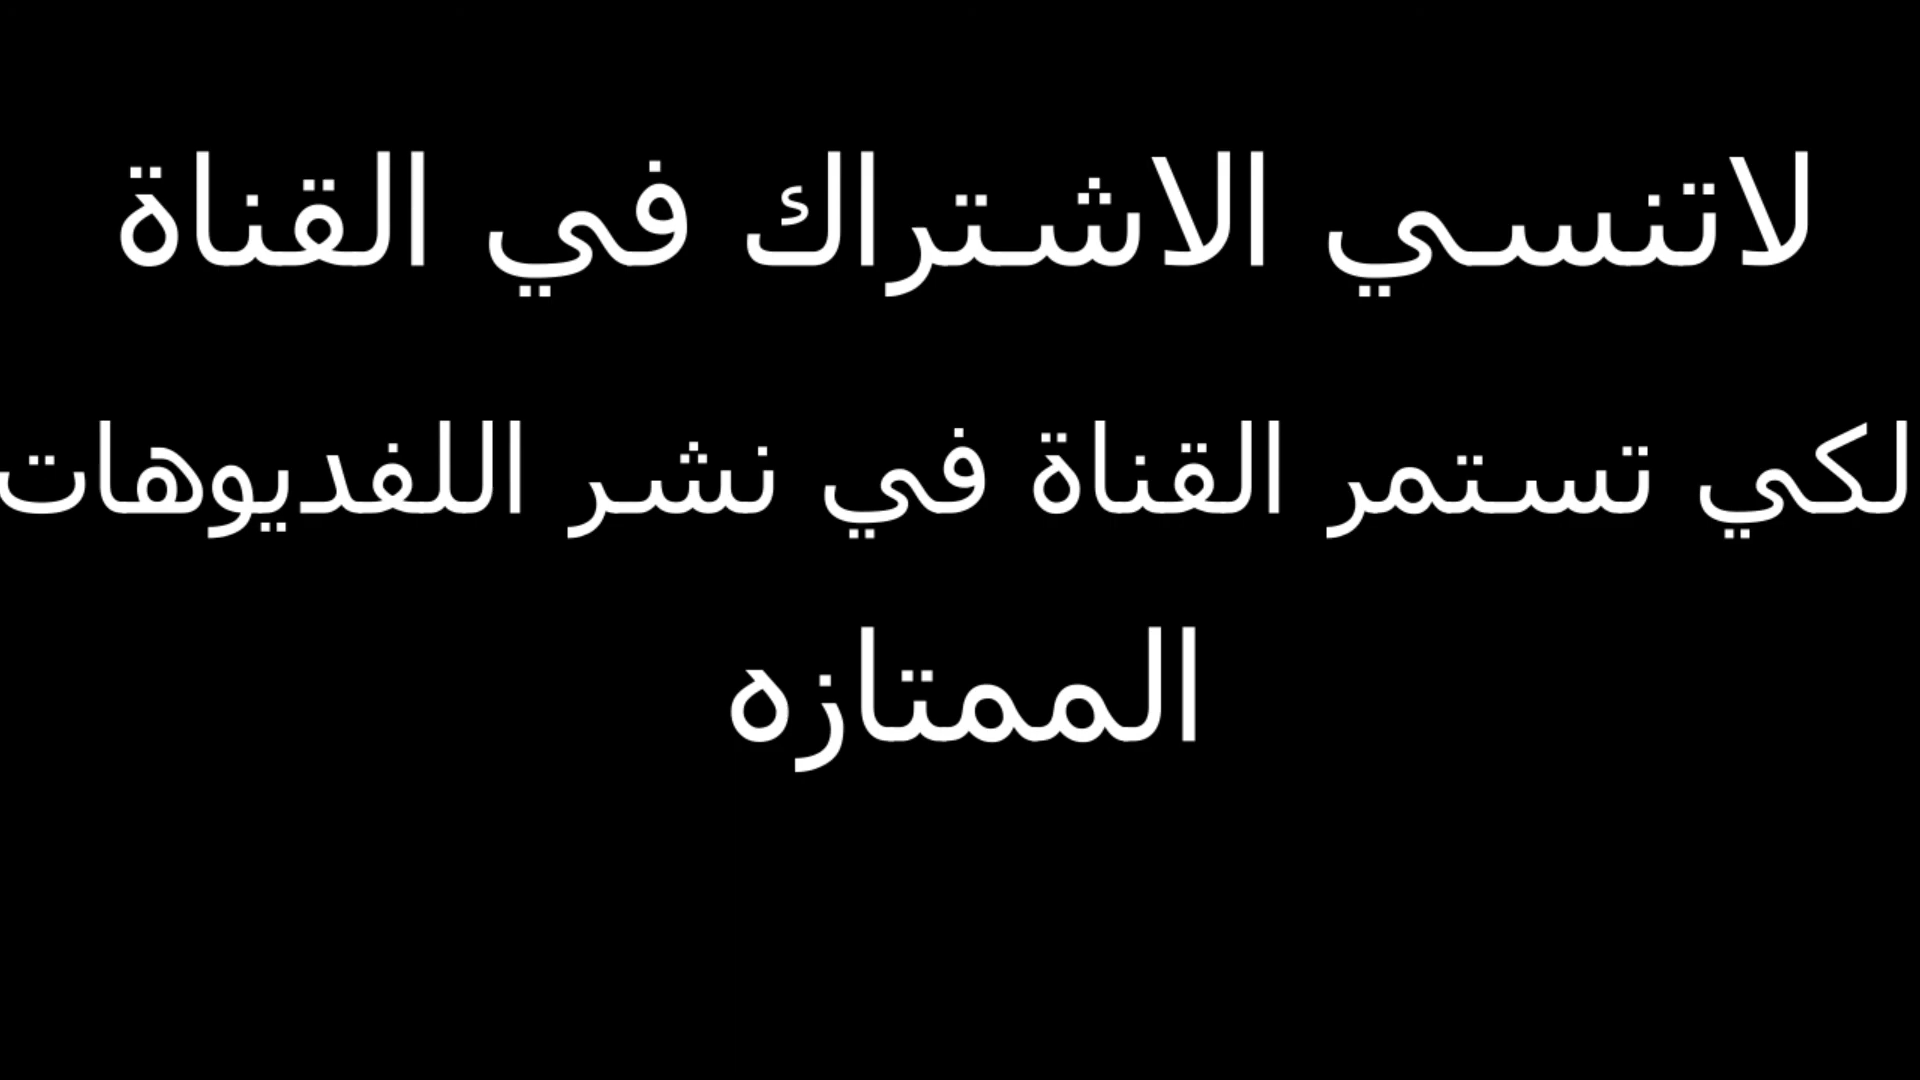 لاتنسي الاشتراك في القناة
لكي تستمر القناة في نشر اللفديوهات
الممتازه